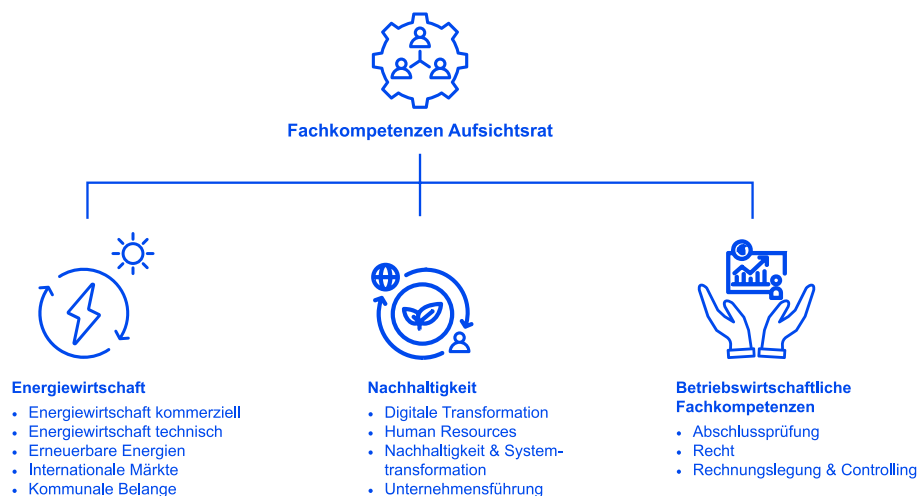 Fachkompetenzen Aufsichtsrat
Energiewirtschaft
• Energiewirtschaft kommerziell
• Energiewirtschaft technisch
• Erneuerbare Energien
• Internationale Märkte
• Kommunale Belange
Nachhaltigkeit
• Digitale Transformation
• Human Resources
• Nachhaltigkeit & System-
transformation
• Unternehmensführung
Betriebswirtschaftliche
Fachkompetenzen
• Abschlussprüfung
• Recht
• Rechnungslegung & Controlling